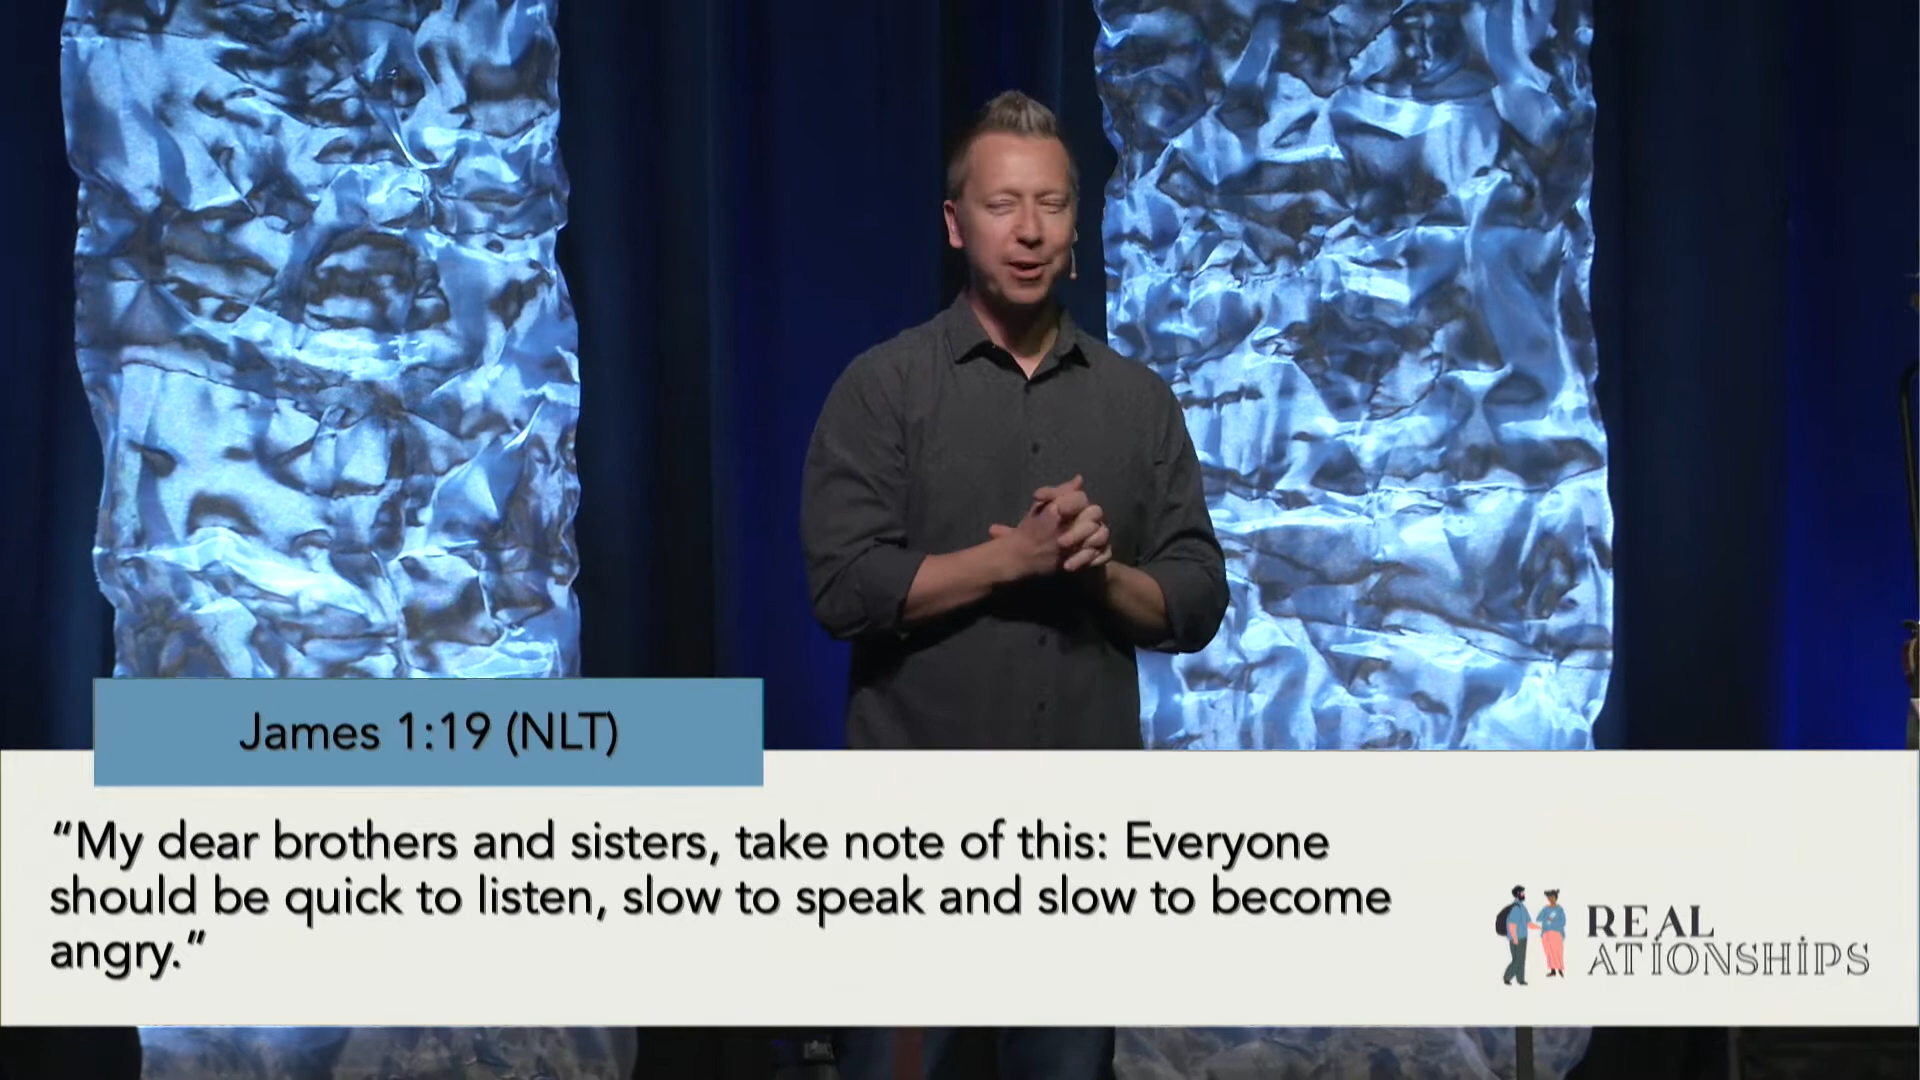 James 1:19 (NLT)
“My dear brothers and sisters, take note of this: Everyone
should be quick to listen, slow to speak and slow to become
angry.”
REAL
ATIONSHIPS